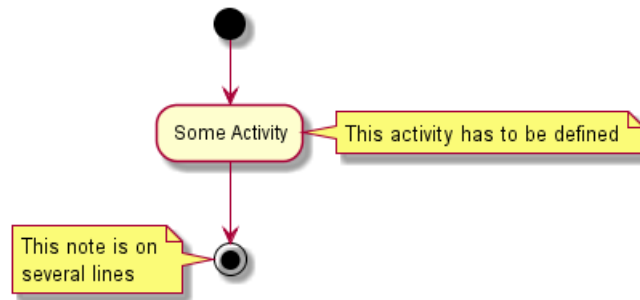 Some Activity
This activity has to be defined
This note is on
several lines